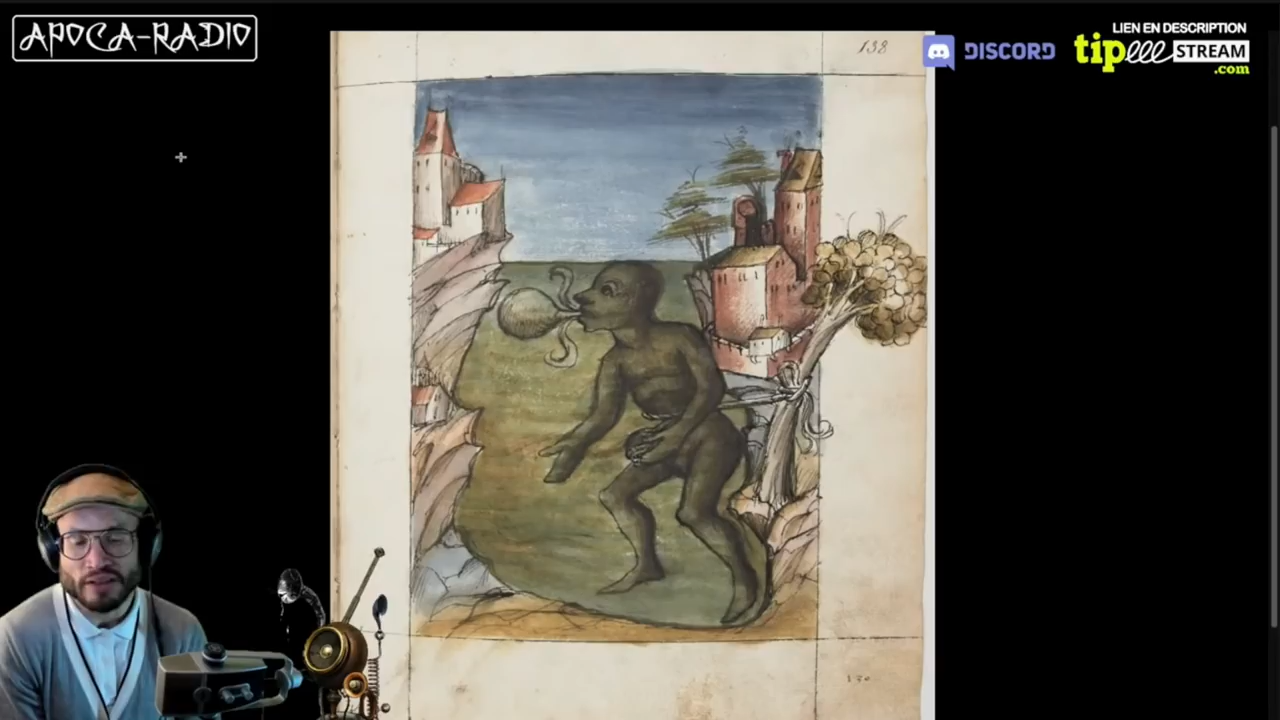 APOCA-RADIO
138
LIEN EN DESCRIPTION
DISCORD
tipeee STREAM
.com